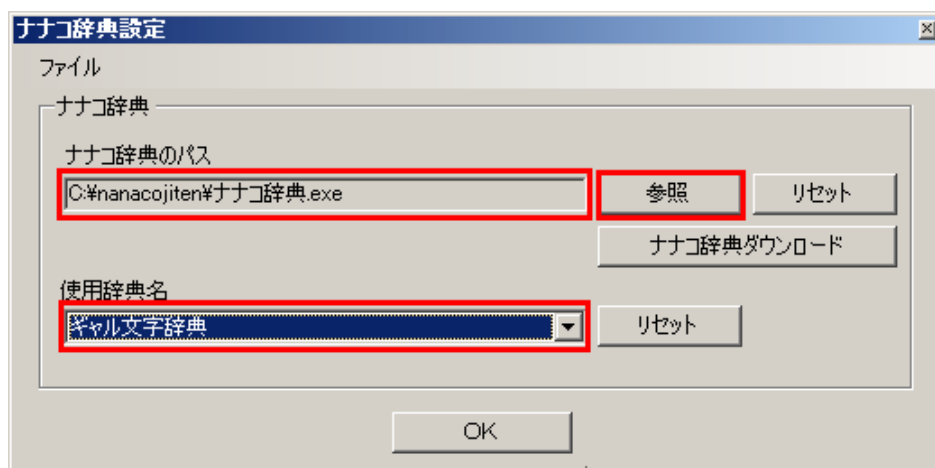 ナナコ辞典設定
ファイル
ナナコ辞典
ナナコ辞典のパス
C:¥nanacojiten¥ナナコ辞典.exe 参照 リセット
ナナコ辞典ダウンロード
使用辞典名
ギャル文字辞典 リセット
OK